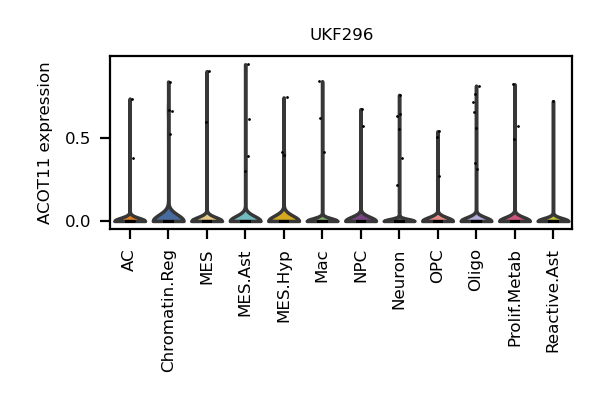 UKF296
ACOT11 expression
0.5
0.0
AC
Chromatin.Reg
MES
MES.Ast
MES.Hyp
Mac
NPC
Neuron
OPC
Oligo
Prolif.Metab
Reactive.Ast